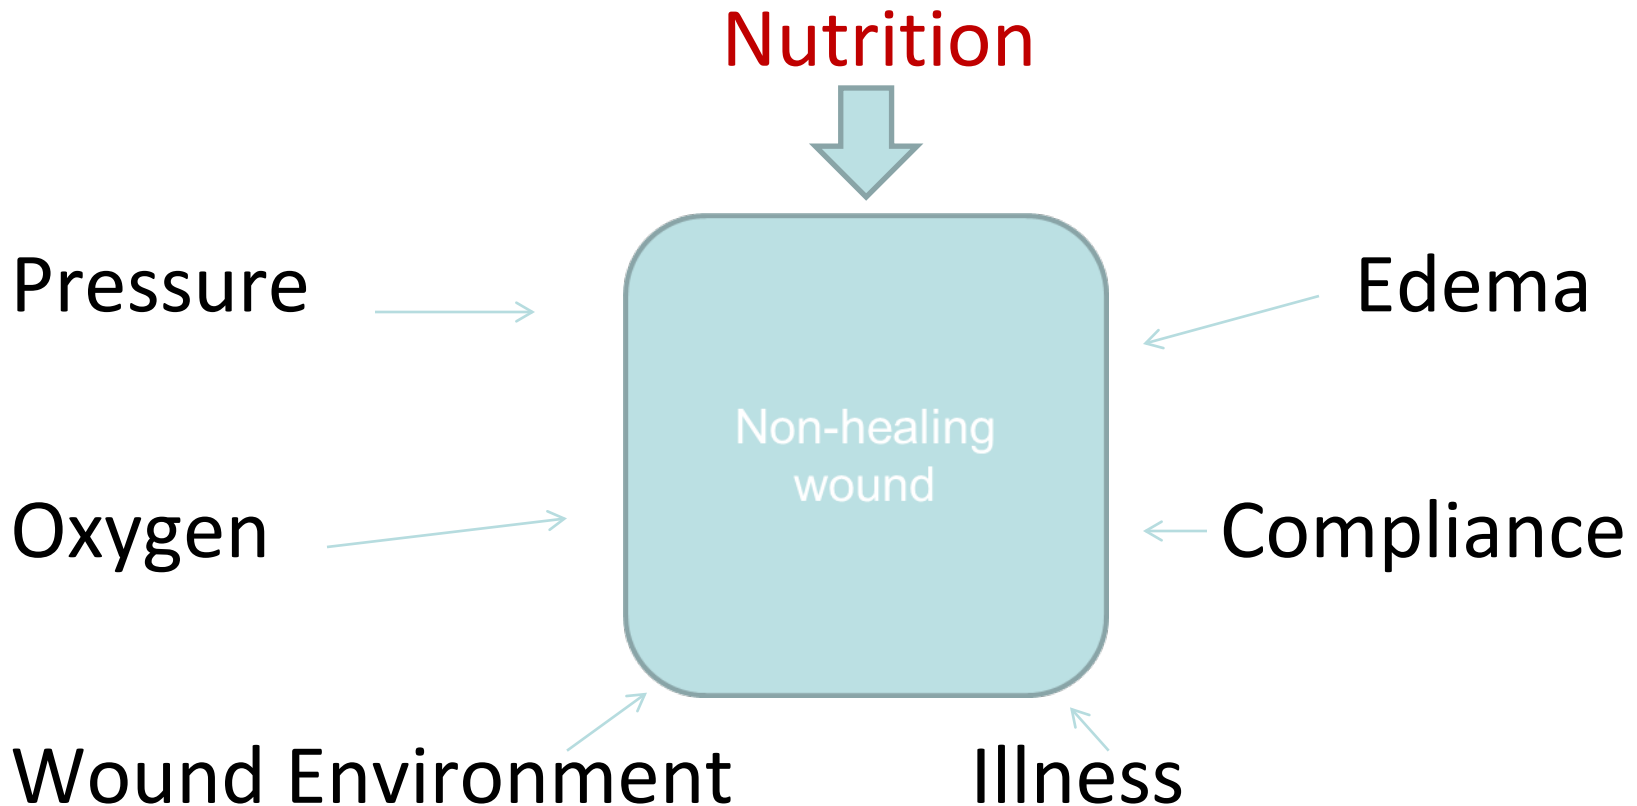 Nutrition
Pressure
Edema
Non-healing
wound
Oxygen
Compliance
Wound Environment
Illness